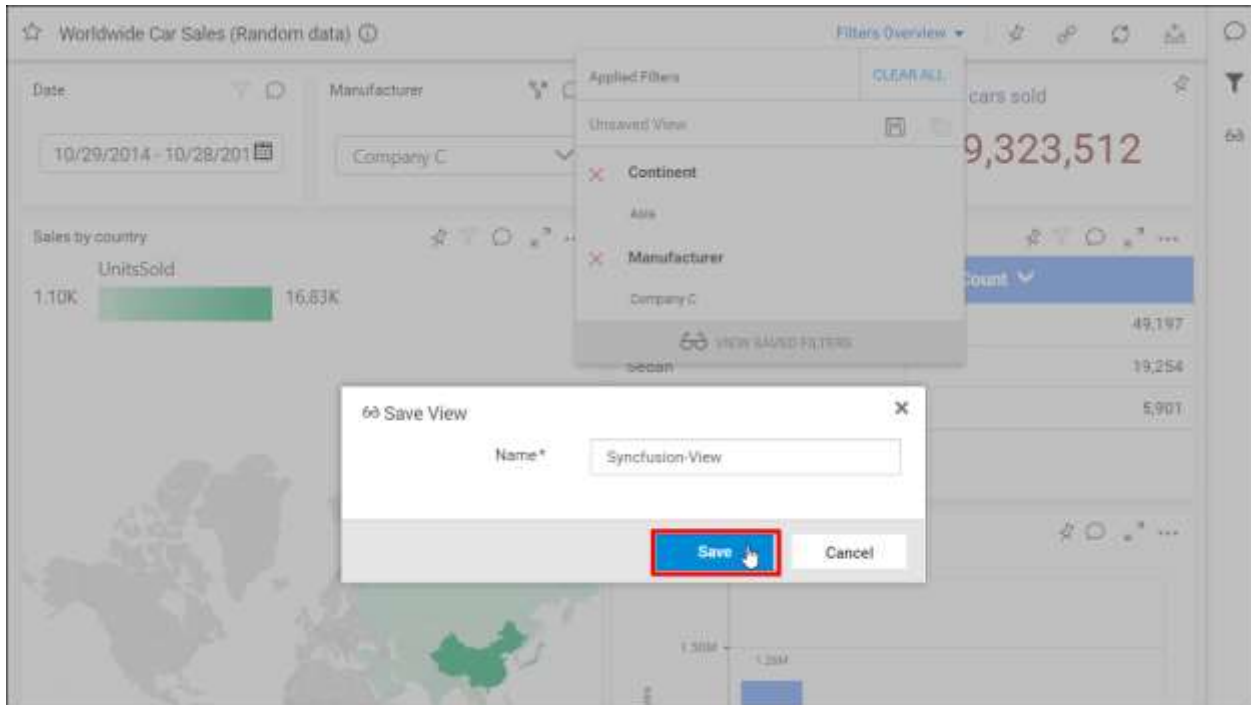 Worldwide Car Sales (Random data)
Filters Overview
Date
Manufacturer
Applied Filters
CLEAR ALL
cars sold
Unsaved View
10/29/2014 - 10/28/201
Company C
9,323,512
Continent
Asia
Sales by country
Manufacturer
UnitsSold
Count
1.10K
16.83K
Company C
49,197
VIEW SAVED FILTERS
Sedan
19,254
Save View
5,901
Name*
Syncfusion-View
Save
Cancel
1.50M
1.26M